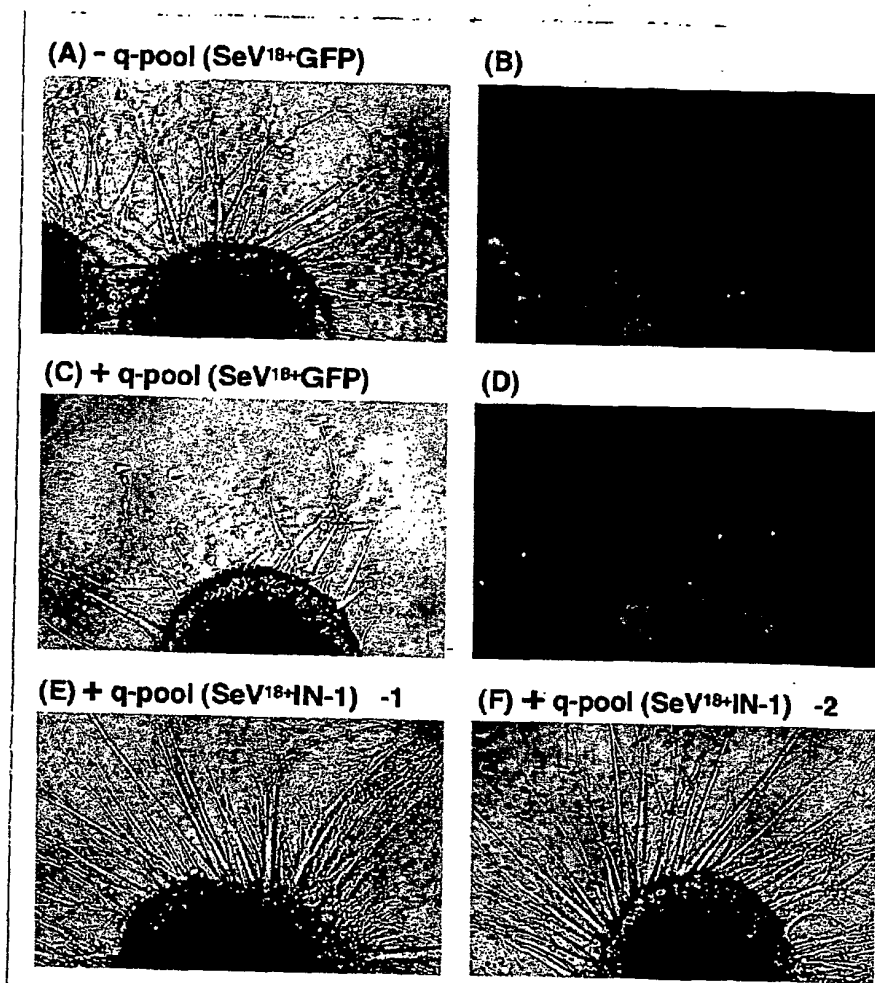 (A) - q-pool (SeV¹⁸⁺GFP)
(B)
(C) + q-pool (SeV¹⁸⁺GFP)
(D)
(E) + q-pool (SeV¹⁸⁺IN-1) -1
(F) + q-pool (SeV¹⁸⁺IN-1) -2